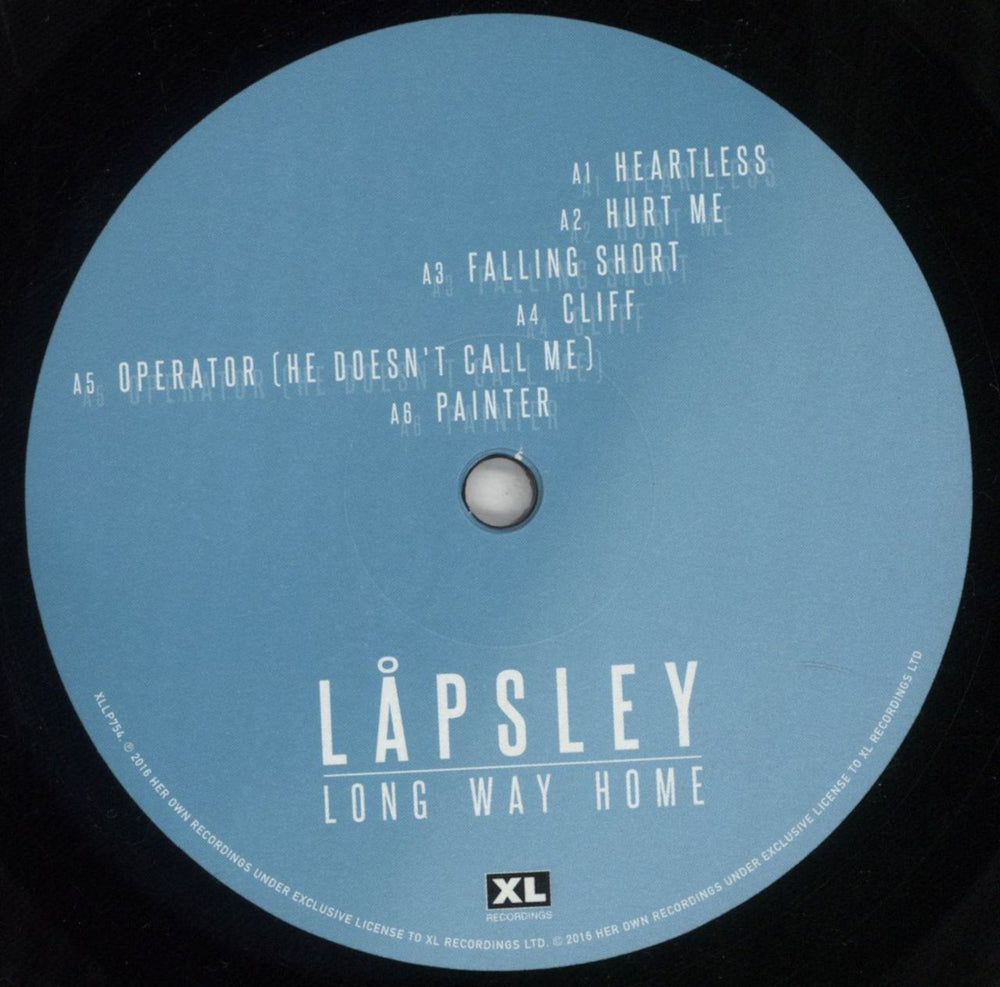 A1 HEARTLESS
A2 HURT ME
A3 FALLING SHORT
A4 CLIFF
A5 OPERATOR (HE DOESN'T CALL ME)
A6 PAINTER
LÅPSLEY
LONG WAY HOME
XL
RECORDINGS
XLLP754. ℗ 2016 HER OWN RECORDINGS UNDER EXCLUSIVE LICENSE TO XL RECORDINGS LTD. © 2016 HER OWN RECORDINGS UNDER EXCLUSIVE LICENSE TO XL RECORDINGS LTD